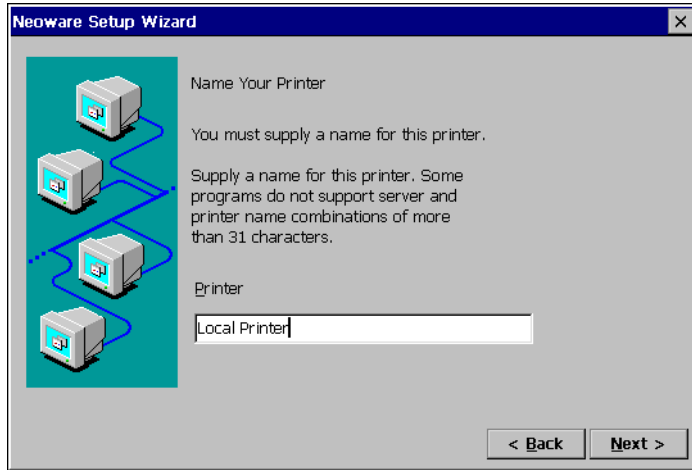 Neoware Setup Wizard
Name Your Printer
You must supply a name for this printer.
Supply a name for this printer. Some
programs do not support server and
printer name combinations of more
than 31 characters.
Printer
Local Printer
< Back Next >